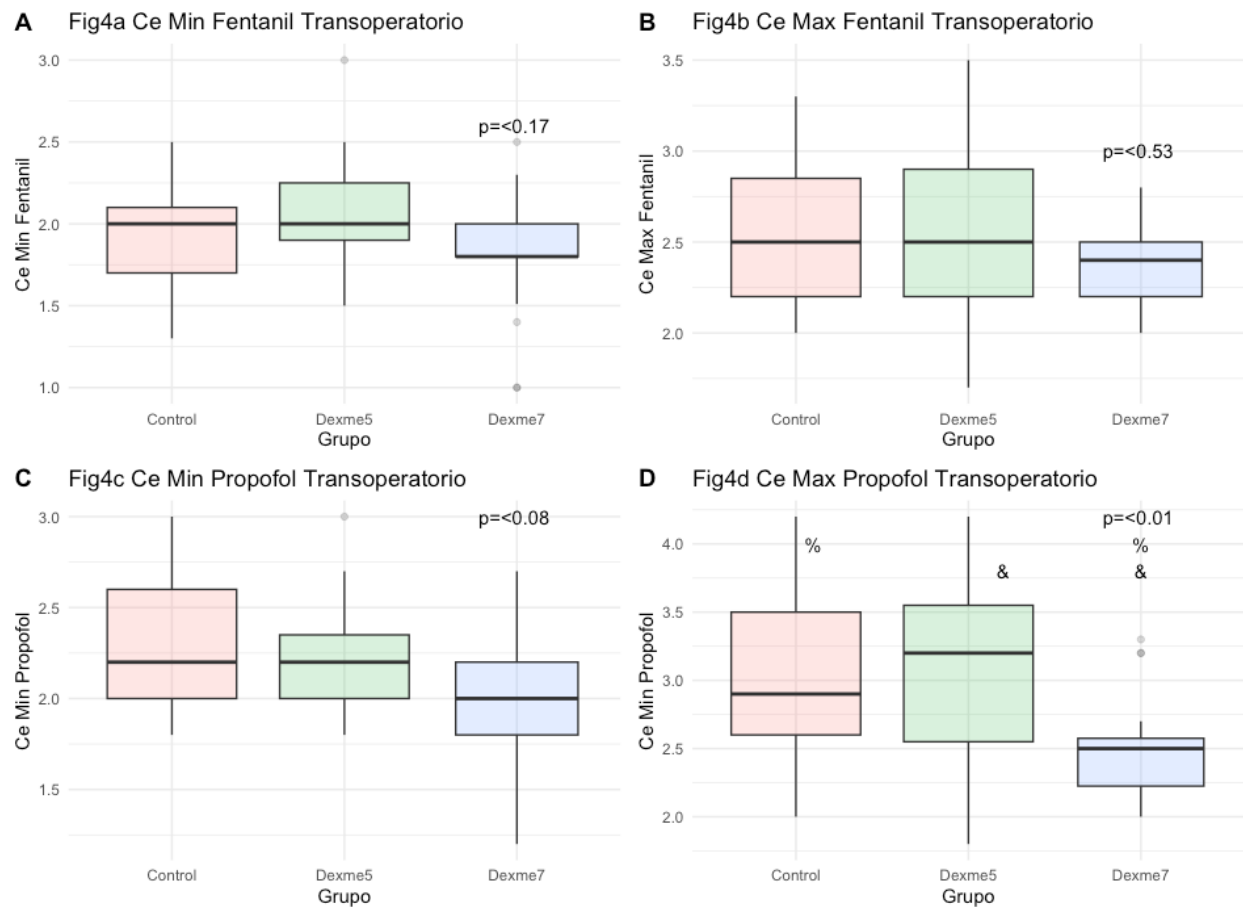 A Fig4a Ce Min Fentanil Transoperatorio
3.0
p=<0.17
2.5
2.0
1.5
1.0
Ce Min Fentanil
Control Dexme5 Dexme7
Grupo
B Fig4b Ce Max Fentanil Transoperatorio
3.5
3.0
p=<0.53
2.5
2.0
Ce Max Fentanil
Control Dexme5 Dexme7
Grupo
C Fig4c Ce Min Propofol Transoperatorio
3.0
p=<0.08
2.5
2.0
1.5
Ce Min Propofol
Control Dexme5 Dexme7
Grupo
D Fig4d Ce Max Propofol Transoperatorio
p=<0.01
4.0
% %
& &
3.5
3.0
2.5
2.0
Ce Min Propofol
Control Dexme5 Dexme7
Grupo